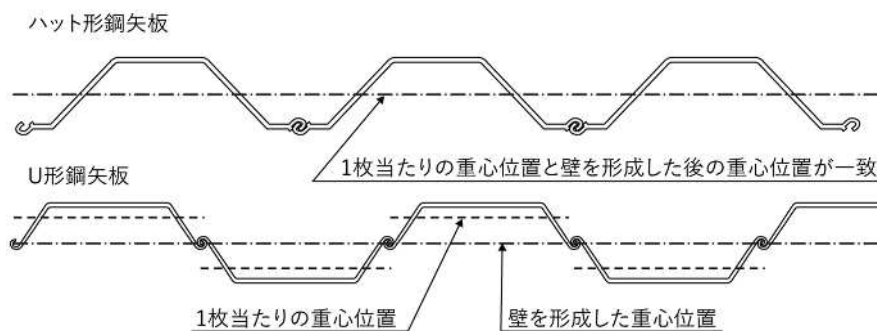 ハット形鋼矢板
1枚当たりの重心位置と壁を形成した後の重心位置が一致
U形鋼矢板
1枚当たりの重心位置
壁を形成した重心位置